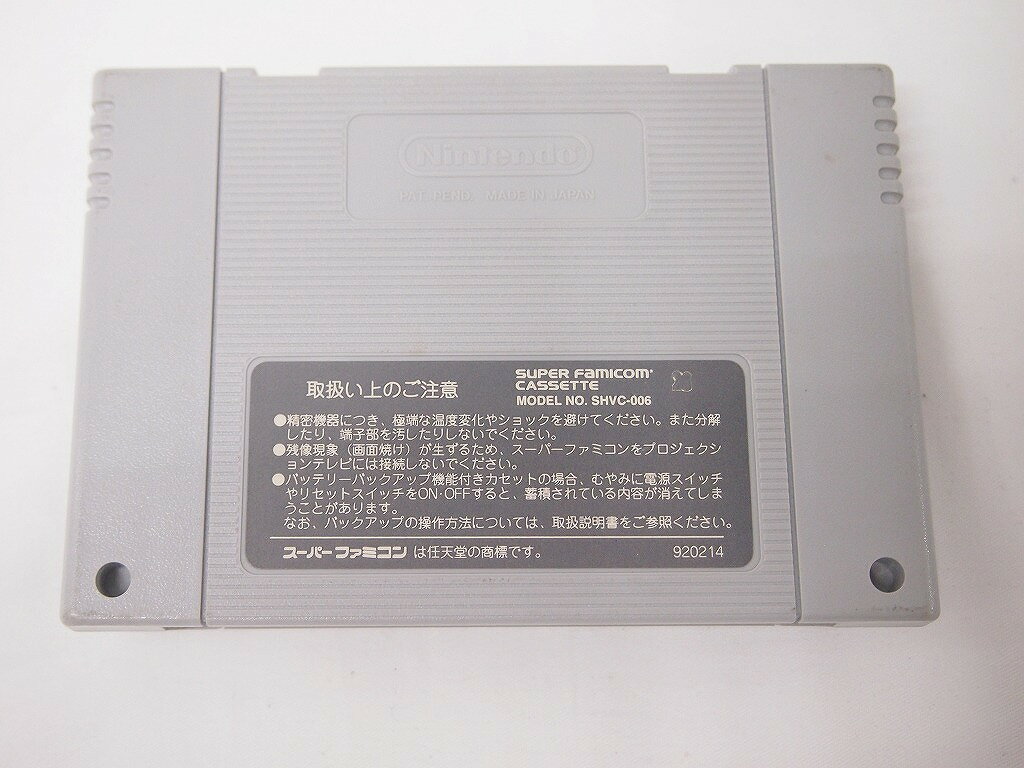 Nintendo®
PAT. PEND. MADE IN JAPAN
取扱い上のご注意
SUPER FAMICOM®
CASSETTE
MODEL NO. SHVC-006
●精密機器につき、極端な温度変化やショックを避けてください。また分解
したり、端子部を汚したりしないでください。
●残像現象（画面焼け）が生ずるため、スーパーファミコンをプロジェクシ
ョンテレビには接続しないでください。
●バッテリーバックアップ機能付きカセットの場合、むやみに電源スイッチ
やリセットスイッチをON・OFFすると、蓄積されている内容が消えてしま
うことがあります。
なお、バックアップの操作方法については、取扱説明書をご参照ください。
スーパーファミコン は任天堂の商標です。
920214